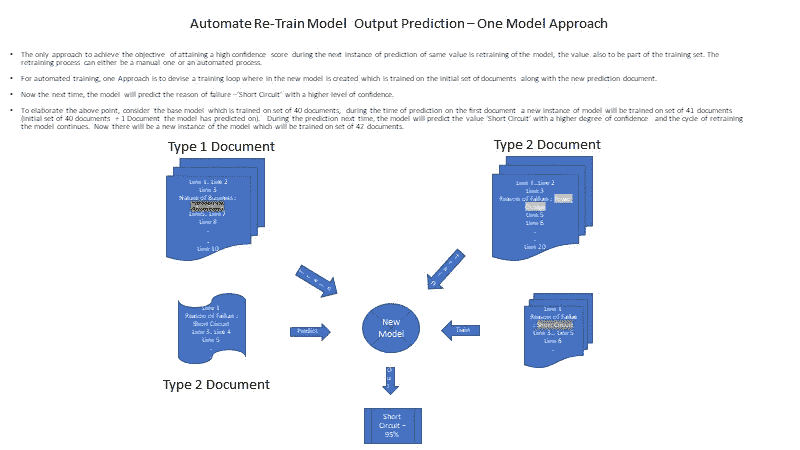 Automate Re-Train Model Output Prediction – One Model Approach
• The only approach to achieve the objective of attaining a high confidence score during the next instance of prediction of same value is retraining of the model, the value also to be part of the training set. The
retraining process can either be a manual one or an automated process.
• For automated training, one Approach is to devise a training loop where in the new model is created which is trained on the initial set of documents along with the new prediction document.
• Now the next time, the model will predict the reason of failure –'Short Circuit' with a higher level of confidence.
• To elaborate the above point, consider the base model which is trained on set of 40 documents, during the time of prediction on the first document a new instance of model will be trained on set of 41 documents
(initial set of 40 documents + 1 Document the model has predicted on). During the prediction next time, the model will predict the value 'Short Circuit' with a higher degree of confidence and the cycle of retraining
the model continues. Now there will be a new instance of the model which will be trained on set of 42 documents.
Type 1 Document
Type 2 Document
Line 1.. Line 2
Line 3
Nature of Business :
Line5.. Line 7
Line 8
.
.
Line 10
Line 1...Line 2
Line 3
Reason of Failure : Power
Outage
Line 5
Line 6
.
.
Line 20
Train
Line 1
Reason of Failure :
Short Circuit
Line 3.. Line 4
Line 5
.
Predict
New
Model
Train
Line 1
Reason of Failure
: Short Circuit
Line 3... Line 5
Line 6
.
Type 2 Document
Short
Circuit –
95%